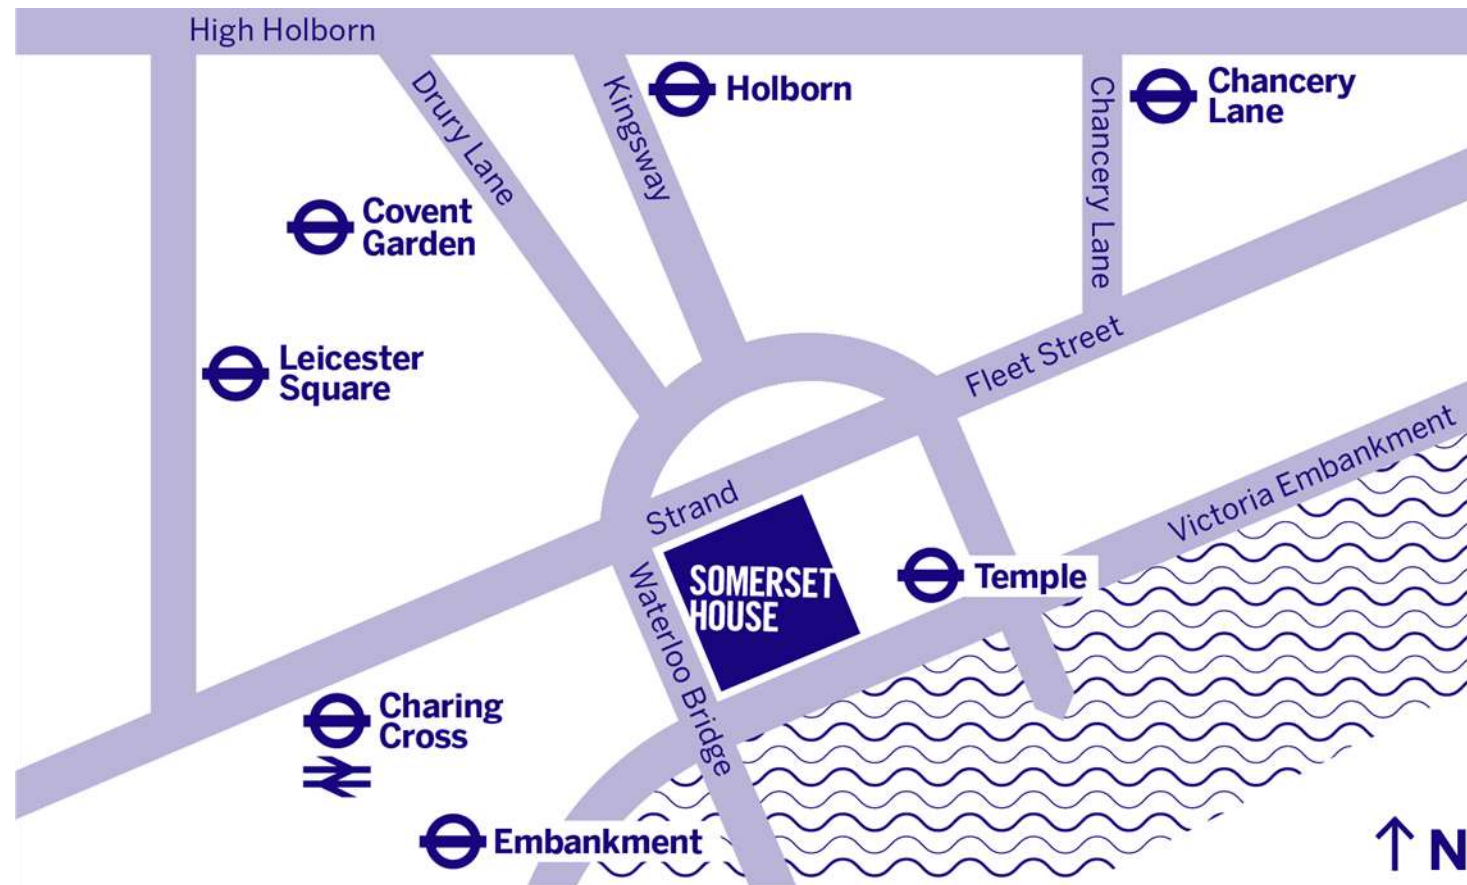 High Holborn
Drury Lane
Kingsway
Holborn
Chancery Lane
Chancery
Lane
Covent
Garden
Leicester
Square
Fleet Street
Strand
Victoria Embankment
SOMERSET
HOUSE
Temple
Waterloo Bridge
Charing
Cross
Embankment
N